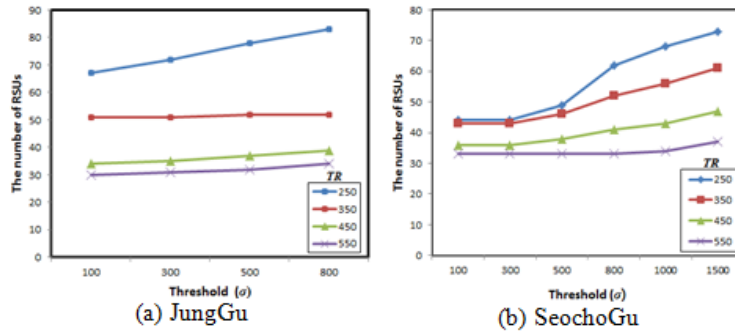 90
80
70
60
50
40
30
20
10
0
The number of RSUs
100 300 500 800
Threshold (σ)
TR
250
350
450
550
(a) JungGu
80
70
60
50
40
30
20
10
0
The number of RSUs
100 300 500 800 1000 1500
Threshold (σ)
TR
250
350
450
550
(b) SeochoGu